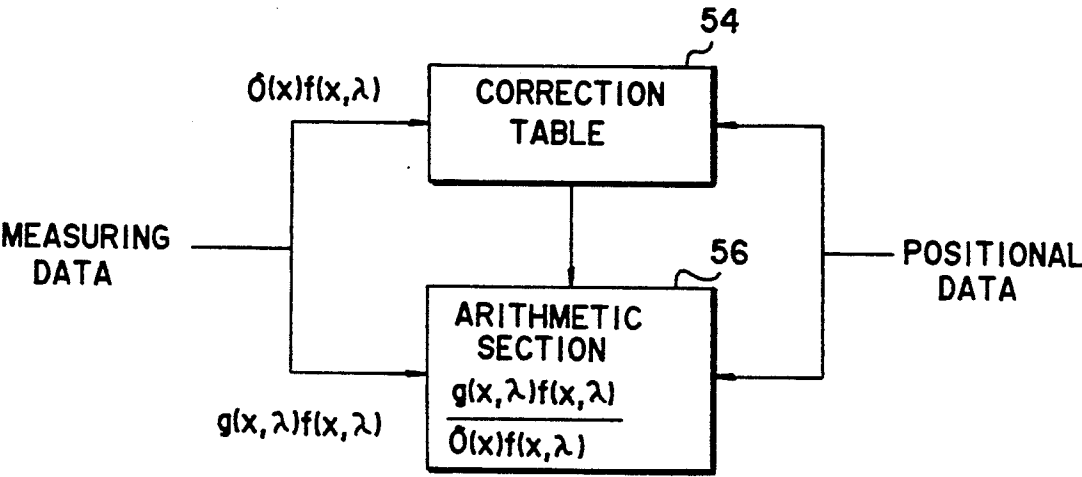 54
Ō(x)f(x,λ)
CORRECTION
TABLE
MEASURING
DATA
POSITIONAL
DATA
56
ARITHMETIC
SECTION
g(x,λ)f(x,λ)
Ō(x)f(x,λ)
g(x,λ)f(x,λ)